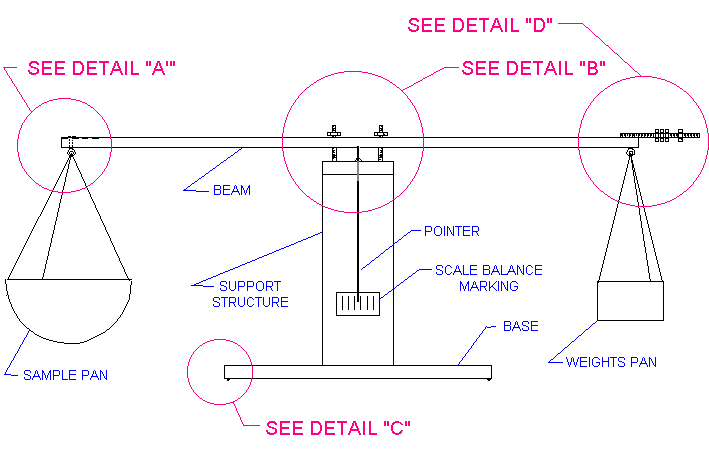 SEE DETAIL "D"
SEE DETAIL "A'"
SEE DETAIL "B"
BEAM
POINTER
SCALE BALANCE
MARKING
SUPPORT
STRUCTURE
BASE
WEIGHTS PAN
SAMPLE PAN
SEE DETAIL "C"